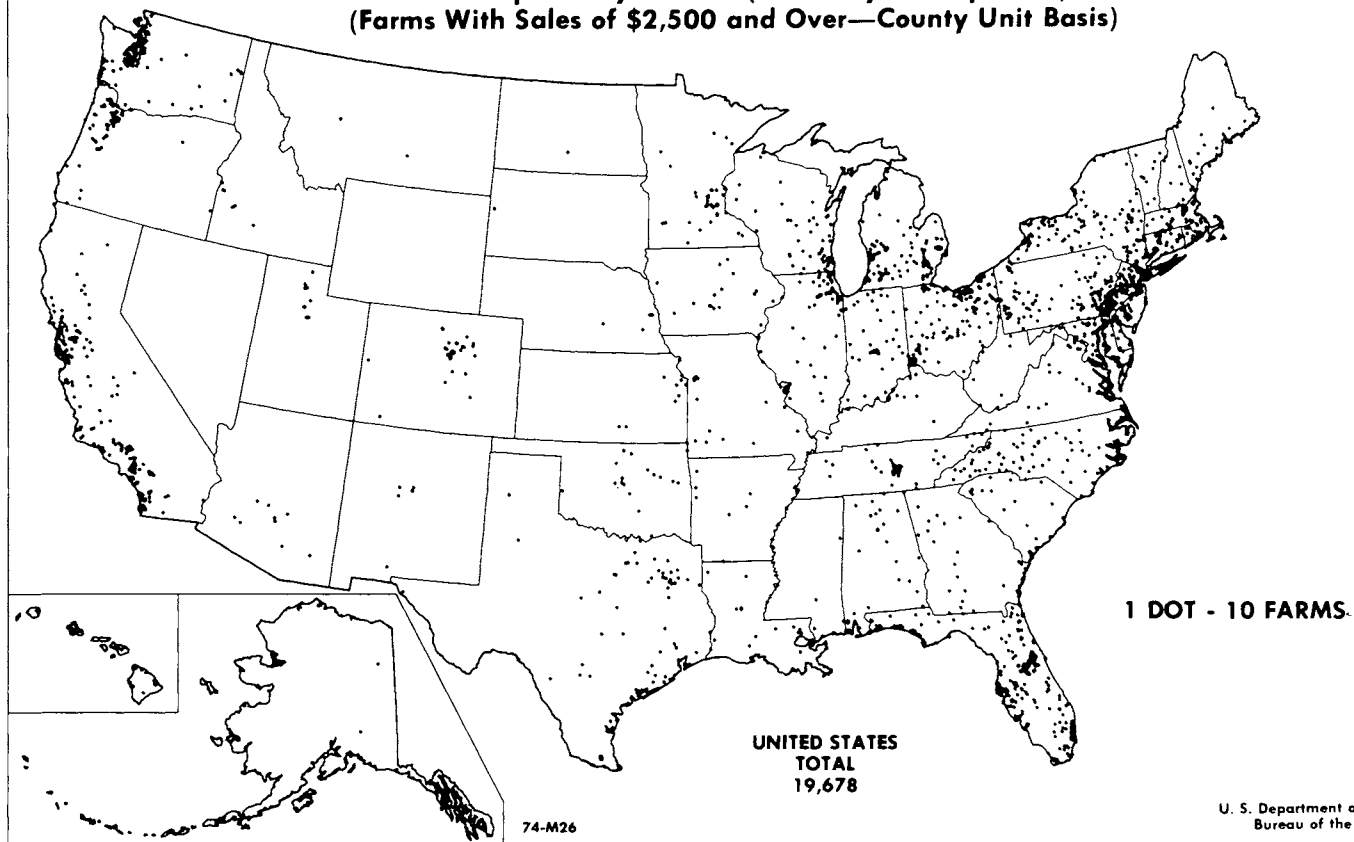 (Farms With Sales of $2,500 and Over—County Unit Basis)
1 DOT - 10 FARMS
UNITED STATES
TOTAL
19,678
74-M26
U. S. Department
Bureau of the